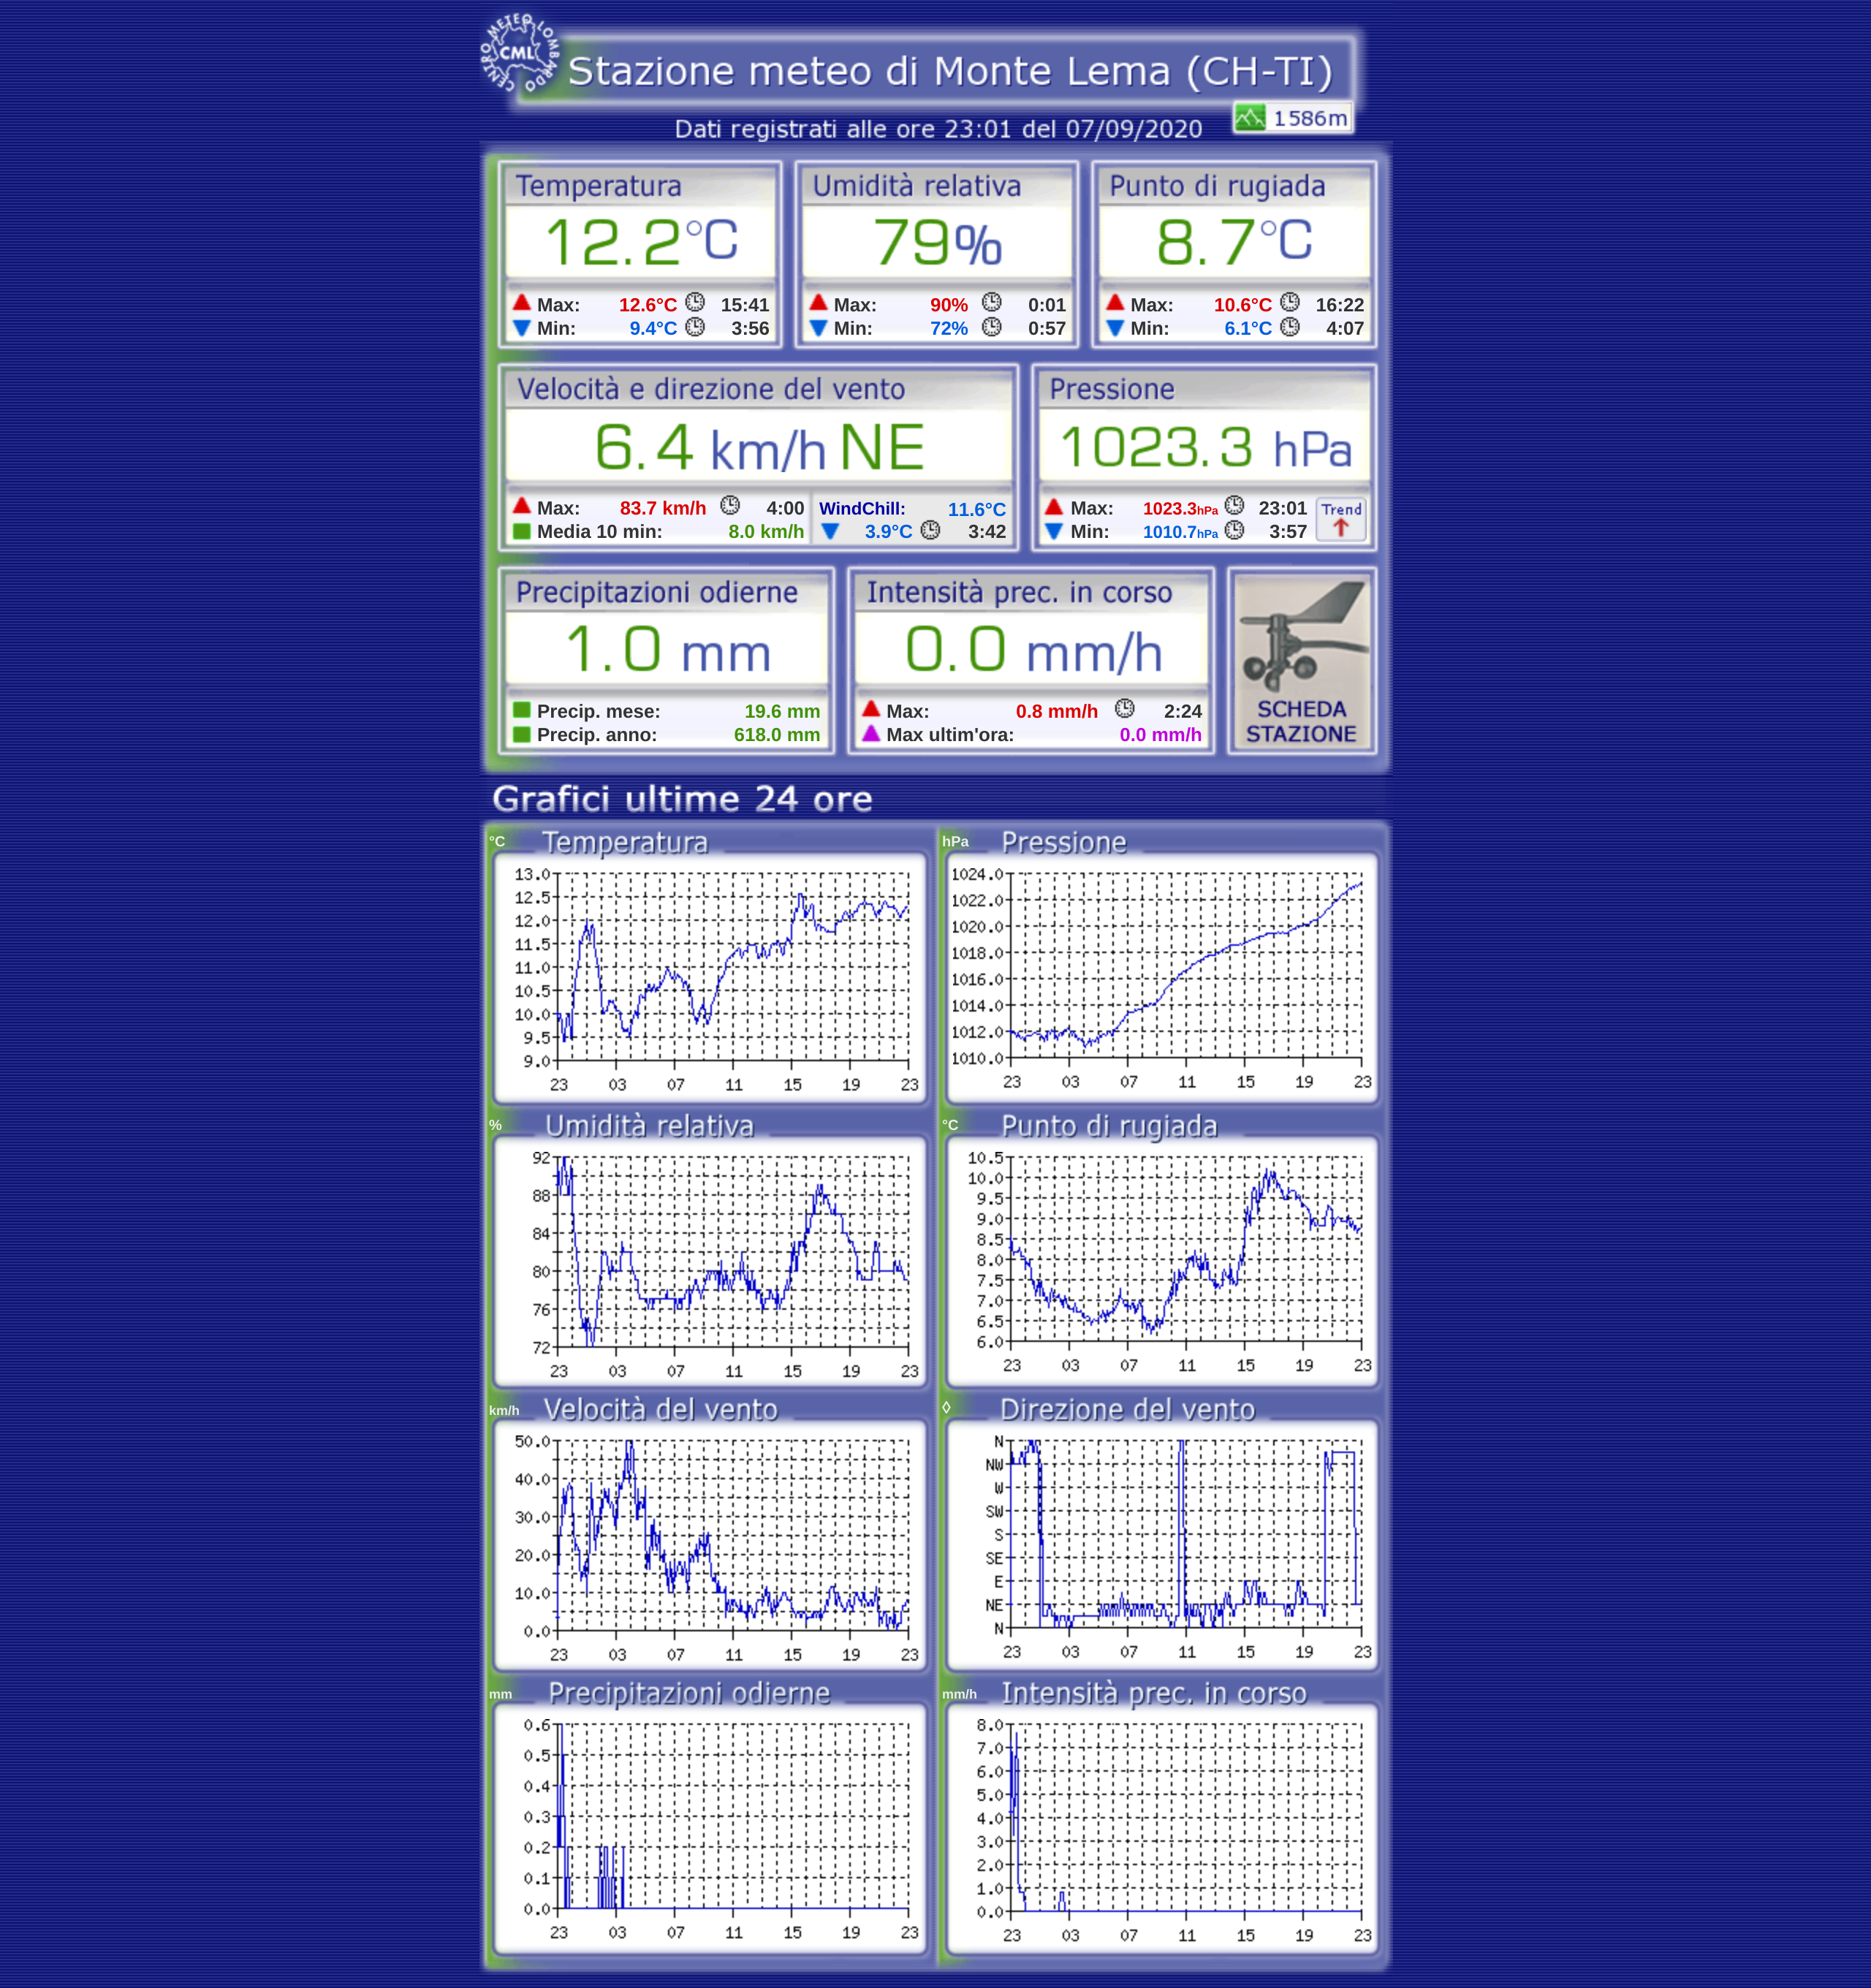 CENTRO METEO LOMBARDO
CML
Stazione meteo di Monte Lema (CH-TI)
1586m
Dati registrati alle ore 23:01 del 07/09/2020
Temperatura
12.2°C
Max: 12.6°C 15:41
Min: 9.4°C 3:56
Umidità relativa
79%
Max: 90% 0:01
Min: 72% 0:57
Punto di rugiada
8.7°C
Max: 10.6°C 16:22
Min: 6.1°C 4:07
Velocità e direzione del vento
6.4 km/h NE
Max: 83.7 km/h 4:00
Media 10 min: 8.0 km/h
WindChill: 11.6°C
3.9°C 3:42
Pressione
1023.3 hPa
Max: 1023.3hPa 23:01
Min: 1010.7hPa 3:57
Trend
Precipitazioni odierne
1.0 mm
Precip. mese: 19.6 mm
Precip. anno: 618.0 mm
Intensità prec. in corso
0.0 mm/h
Max: 0.8 mm/h 2:24
Max ultim'ora: 0.0 mm/h
SCHEDA
STAZIONE
Grafici ultime 24 ore
°C Temperatura
13.0
12.5
12.0
11.5
11.0
10.5
10.0
9.5
9.0
23 03 07 11 15 19 23
hPa Pressione
1024.0
1022.0
1020.0
1018.0
1016.0
1014.0
1012.0
1010.0
23 03 07 11 15 19 23
% Umidità relativa
92
88
84
80
76
72
23 03 07 11 15 19 23
°C Punto di rugiada
10.5
10.0
9.5
9.0
8.5
8.0
7.5
7.0
6.5
6.0
23 03 07 11 15 19 23
km/h Velocità del vento
50.0
40.0
30.0
20.0
10.0
0.0
23 03 07 11 15 19 23
◊ Direzione del vento
N
NW
W
SW
S
SE
E
NE
N
23 03 07 11 15 19 23
mm Precipitazioni odierne
0.6
0.5
0.4
0.3
0.2
0.1
0.0
23 03 07 11 15 19 23
mm/h Intensità prec. in corso
8.0
7.0
6.0
5.0
4.0
3.0
2.0
1.0
0.0
23 03 07 11 15 19 23